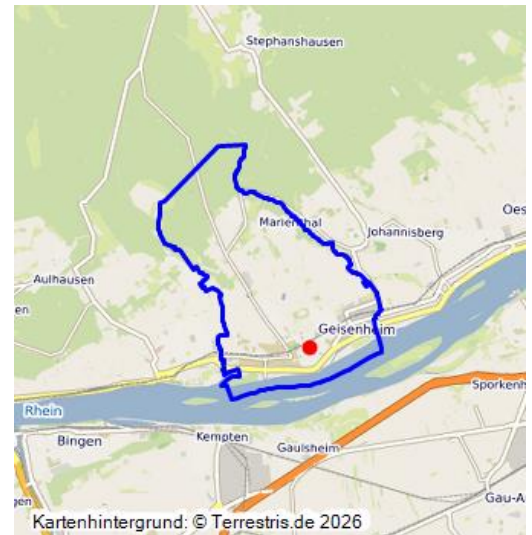 Stephanshausen
Marienthal
Johannisberg
Oes
Aulhausen
en
Geisenheim
Sporkenh
Rhein
Bingen
Kempten
Gaulsheim
gen
Gau-A
Kartenhintergrund: © Terrestris.de 2026